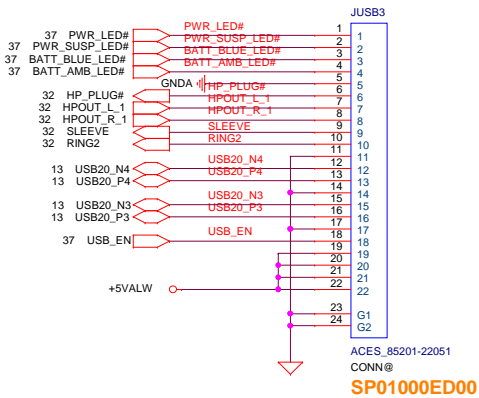 JUSB3
37 PWR_LED# PWR_LED# 1 1
37 PWR_SUSP_LED# PWR_SUSP_LED# 2 2
37 BATT_BLUE_LED# BATT_BLUE_LED# 3 3
37 BATT_AMB_LED# BATT_AMB_LED# 4 4
GNDA 5 5
32 HP_PLUG# HP_PLUG# 6 6
32 HPOUT_L_1 HPOUT_L_1 7 7
32 HPOUT_R_1 HPOUT_R_1 8 8
32 SLEEVE SLEEVE 9 9
32 RING2 RING2 10 10
11 11
13 USB20_N4 USB20_N4 12 12
13 USB20_P4 USB20_P4 13 13
14 14
13 USB20_N3 USB20_N3 15 15
13 USB20_P3 USB20_P3 16 16
17 17
37 USB_EN USB_EN 18 18
19 19
20 20
21 21
+5VALW 22 22
23 G1
24 G2
ACES_85201-22051
CONN@
SP01000ED00